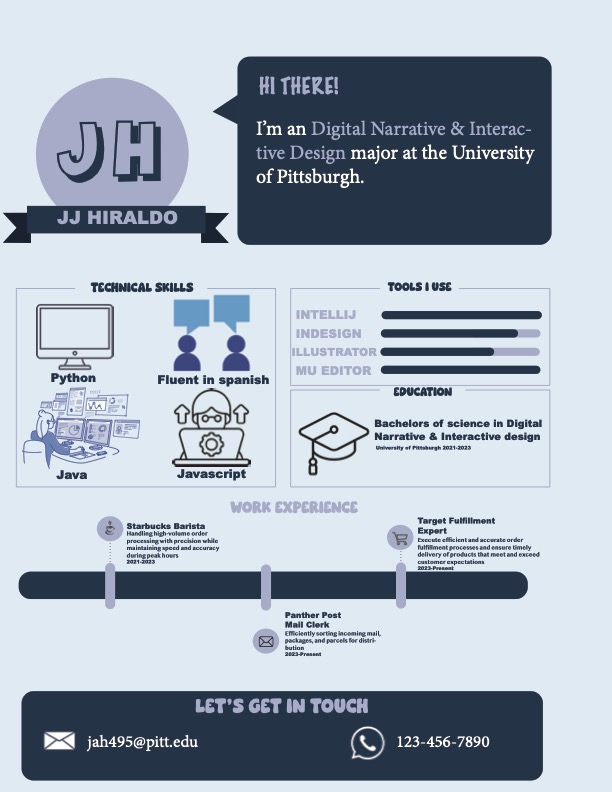 HI THERE!
I'm an Digital Narrative & Interac-
tive Design major at the University
of Pittsburgh.
JH
JJ HIRALDO
TECHNICAL SKILLS
Python
Fluent in spanish
Java
Javascript
TOOLS I USE
INTELLIJ
INDESIGN
ILLUSTRATOR
MU EDITOR
EDUCATION
Bachelors of science in Digital
Narrative & Interactive design
University of Pittsburgh 2021-2023
WORK EXPERIENCE
Starbucks Barista
Handling high-volume order
processing with precision while
maintaining speed and accuracy
during peak hours
2021-2023
Target Fulfillment
Expert
Execute efficient and accurate order
fulfillment processes and ensure timely
delivery of products that meet and exceed
customer expectations
2023-Present
Panther Post
Mail Clerk
Efficiently sorting incoming mail,
packages, and parcels for distri-
bution
2023-Present
LET'S GET IN TOUCH
jah495@pitt.edu
123-456-7890